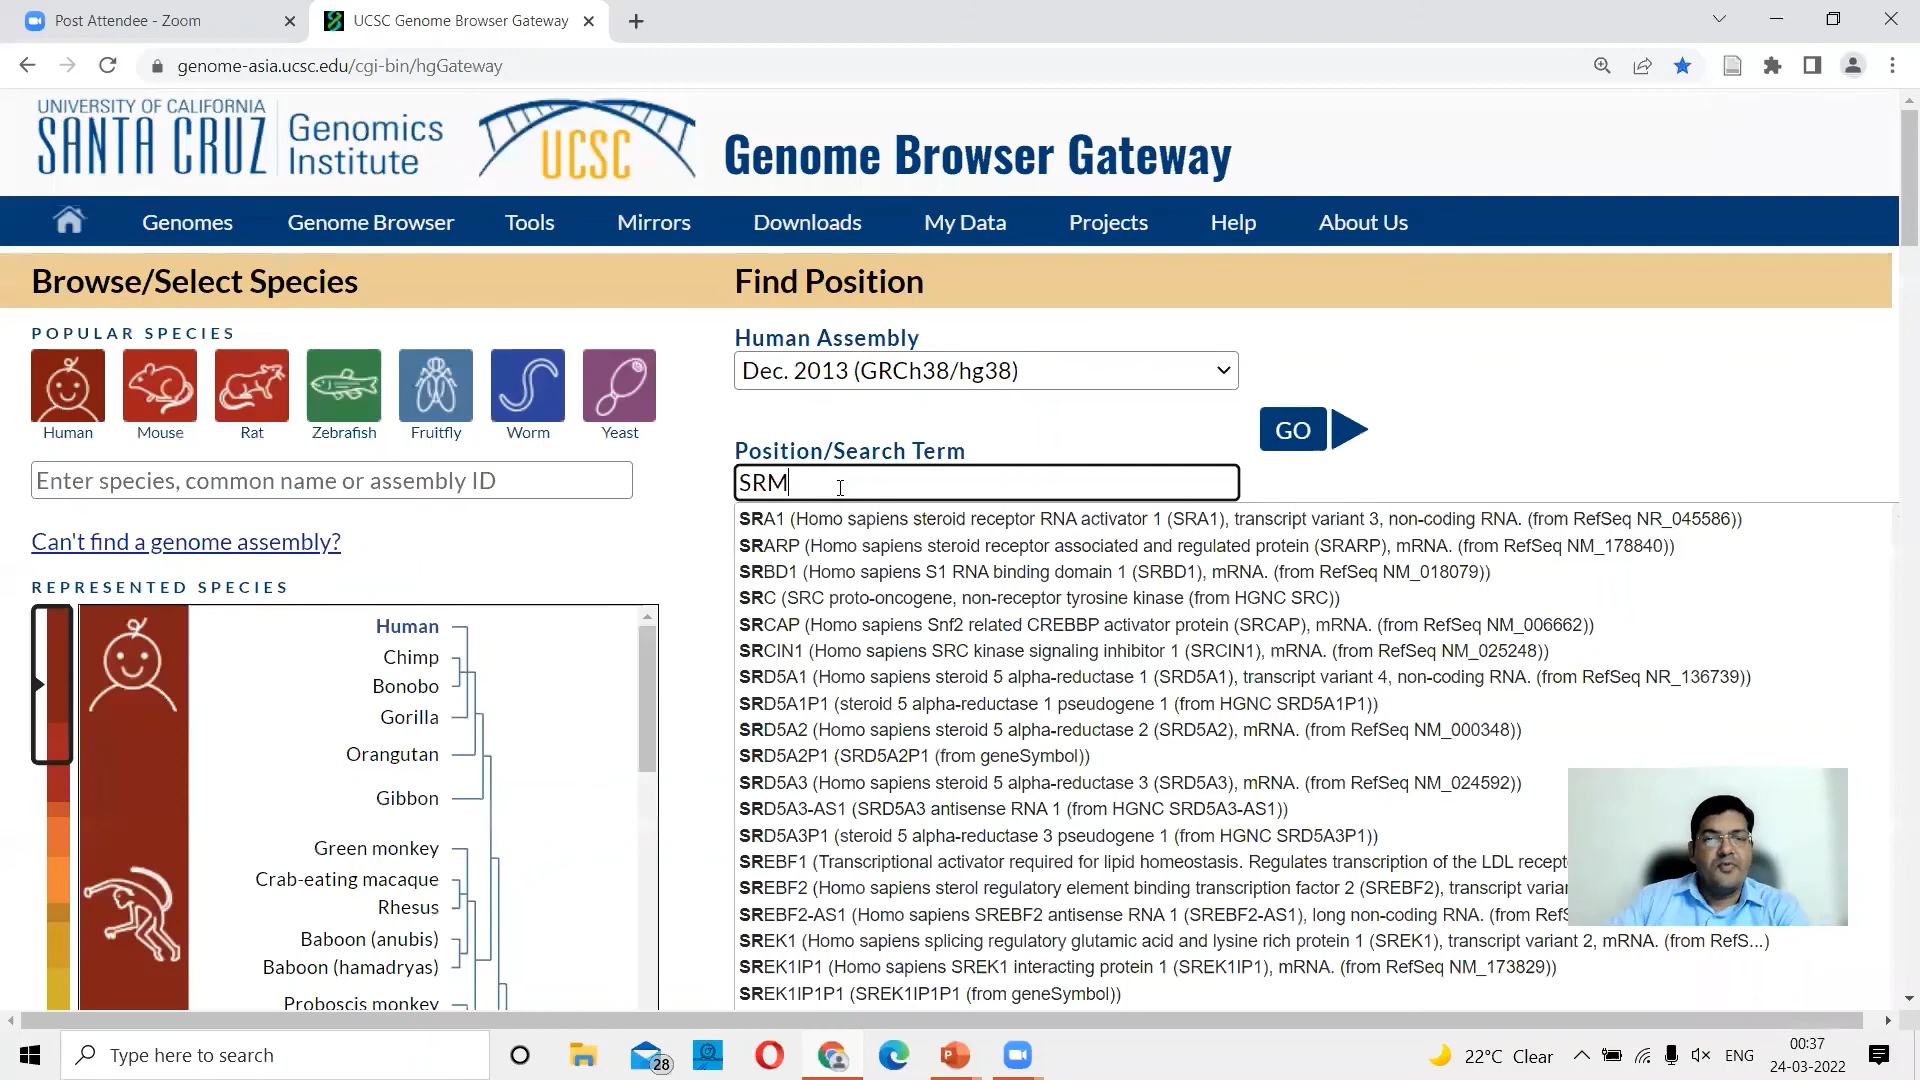 Post Attendee - Zoom
UCSC Genome Browser Gateway
genome-asia.ucsc.edu/cgi-bin/hgGateway
UNIVERSITY OF CALIFORNIA
SANTA CRUZ
Genomics
Institute
UCSC
Genome Browser Gateway
Genomes
Genome Browser
Tools
Mirrors
Downloads
My Data
Projects
Help
About Us
Browse/Select Species
POPULAR SPECIES
Human
Mouse
Rat
Zebrafish
Fruitfly
Worm
Yeast
Enter species, common name or assembly ID
Can't find a genome assembly?
REPRESENTED SPECIES
Human
Chimp
Bonobo
Gorilla
Orangutan
Gibbon
Green monkey
Crab-eating macaque
Rhesus
Baboon (anubis)
Baboon (hamadryas)
Proboscis monkey
Find Position
Human Assembly
Dec. 2013 (GRCh38/hg38)
GO
Position/Search Term
SRM
SRA1 (Homo sapiens steroid receptor RNA activator 1 (SRA1), transcript variant 3, non-coding RNA. (from RefSeq NR_045586))
SRARP (Homo sapiens steroid receptor associated and regulated protein (SRARP), mRNA. (from RefSeq NM_178840))
SRBD1 (Homo sapiens S1 RNA binding domain 1 (SRBD1), mRNA. (from RefSeq NM_018079))
SRC (SRC proto-oncogene, non-receptor tyrosine kinase (from HGNC SRC))
SRCAP (Homo sapiens Snf2 related CREBBP activator protein (SRCAP), mRNA. (from RefSeq NM_006662))
SRCIN1 (Homo sapiens SRC kinase signaling inhibitor 1 (SRCIN1), mRNA. (from RefSeq NM_025248))
SRD5A1 (Homo sapiens steroid 5 alpha-reductase 1 (SRD5A1), transcript variant 4, non-coding RNA. (from RefSeq NR_136739))
SRD5A1P1 (steroid 5 alpha-reductase 1 pseudogene 1 (from HGNC SRD5A1P1))
SRD5A2 (Homo sapiens steroid 5 alpha-reductase 2 (SRD5A2), mRNA. (from RefSeq NM_000348))
SRD5A2P1 (SRD5A2P1 (from geneSymbol))
SRD5A3 (Homo sapiens steroid 5 alpha-reductase 3 (SRD5A3), mRNA. (from RefSeq NM_024592))
SRD5A3-AS1 (SRD5A3 antisense RNA 1 (from HGNC SRD5A3-AS1))
SRD5A3P1 (steroid 5 alpha-reductase 3 pseudogene 1 (from HGNC SRD5A3P1))
SREBF1 (Transcriptional activator required for lipid homeostasis. Regulates transcription of the LDL recept
SREBF2 (Homo sapiens sterol regulatory element binding transcription factor 2 (SREBF2), transcript varian
SREBF2-AS1 (Homo sapiens SREBF2 antisense RNA 1 (SREBF2-AS1), long non-coding RNA. (from RefS
SREK1 (Homo sapiens splicing regulatory glutamic acid and lysine rich protein 1 (SREK1), transcript variant 2, mRNA. (from RefS...)
SREK1IP1 (Homo sapiens SREK1 interacting protein 1 (SREK1IP1), mRNA. (from RefSeq NM_173829))
SREK1IP1P1 (SREK1IP1P1 (from geneSymbol))
Type here to search
28
22°C Clear
ENG
00:37
24-03-2022